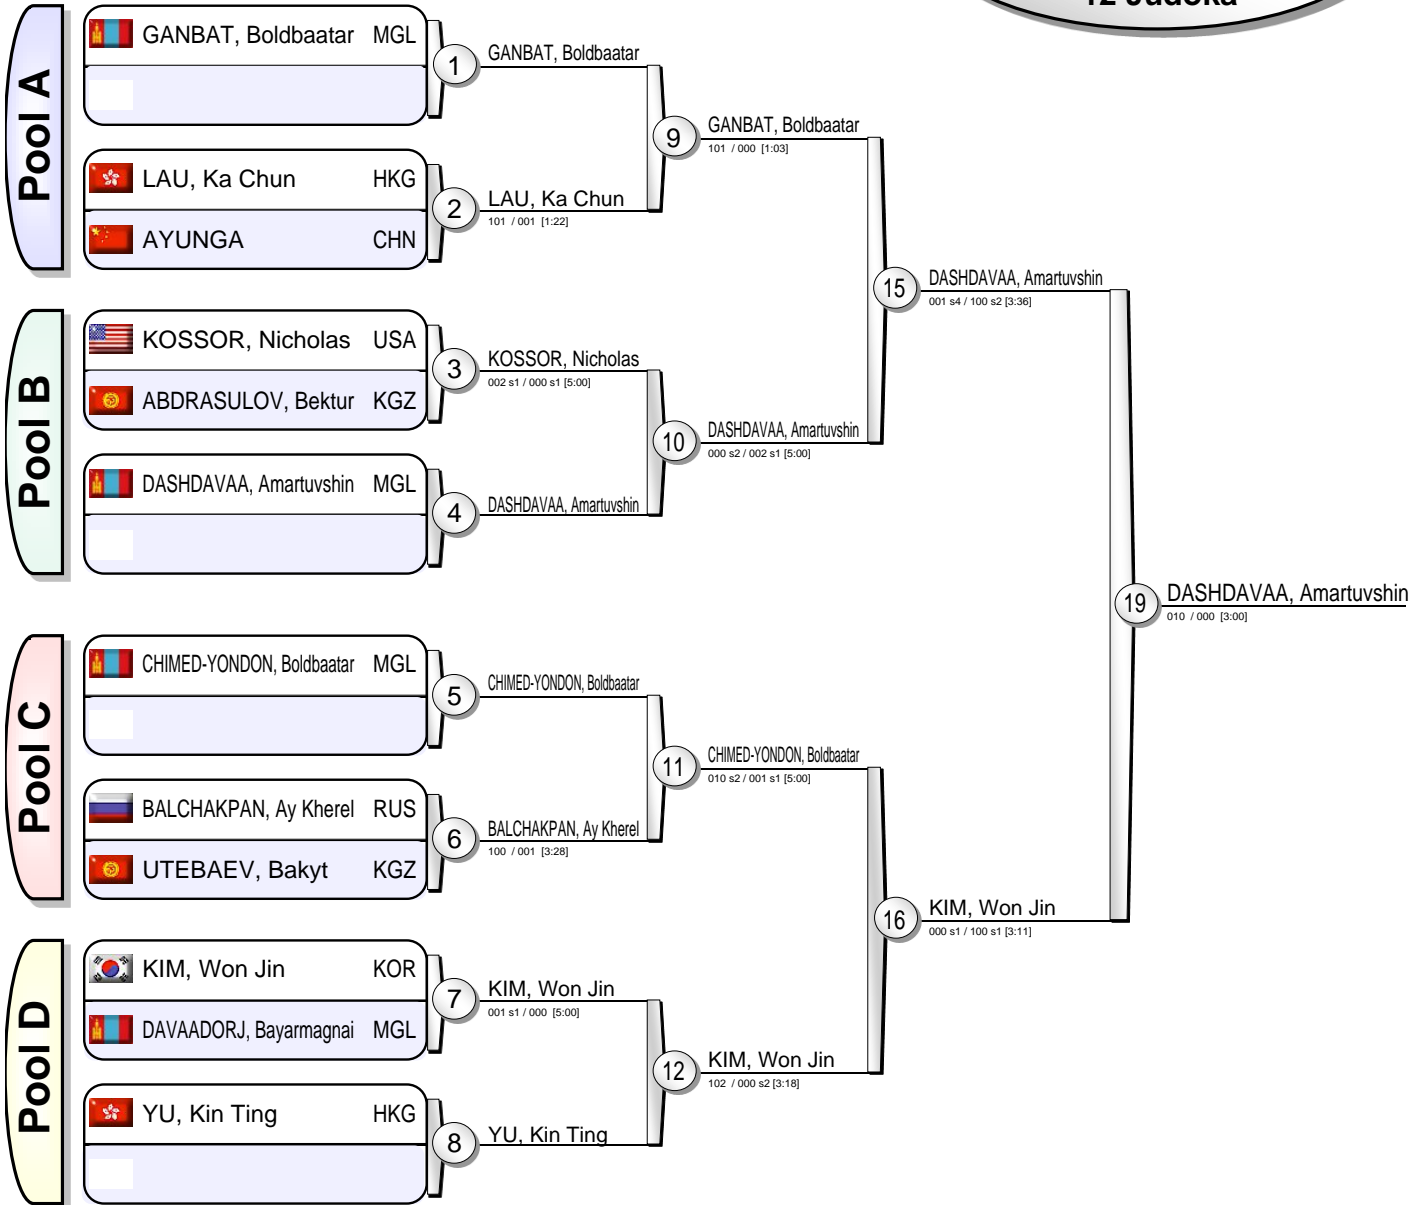 12 Judoka
Pool A
GANBAT, Boldbaatar MGL
1
GANBAT, Boldbaatar
9
GANBAT, Boldbaatar
101 / 000 [1:03]
LAU, Ka Chun HKG
AYUNGA CHN
2
LAU, Ka Chun
101 / 001 [1:22]
15
DASHDAVAA, Amartuvshin
001 s4 / 100 s2 [3:36]
Pool B
KOSSOR, Nicholas USA
ABDRASULOV, Bektur KGZ
3
KOSSOR, Nicholas
002 s1 / 000 s1 [5:00]
10
DASHDAVAA, Amartuvshin
000 s2 / 002 s1 [5:00]
DASHDAVAA, Amartuvshin MGL
4
DASHDAVAA, Amartuvshin
19
DASHDAVAA, Amartuvshin
010 / 000 [3:00]
Pool C
CHIMED-YONDON, Boldbaatar MGL
5
CHIMED-YONDON, Boldbaatar
11
CHIMED-YONDON, Boldbaatar
010 s2 / 001 s1 [5:00]
BALCHAKPAN, Ay Kherel RUS
UTEBAEV, Bakyt KGZ
6
BALCHAKPAN, Ay Kherel
100 / 001 [3:28]
16
KIM, Won Jin
000 s1 / 100 s1 [3:11]
Pool D
KIM, Won Jin KOR
DAVAADORJ, Bayarmagnai MGL
7
KIM, Won Jin
001 s1 / 000 [5:00]
12
KIM, Won Jin
102 / 000 s2 [3:18]
YU, Kin Ting HKG
8
YU, Kin Ting